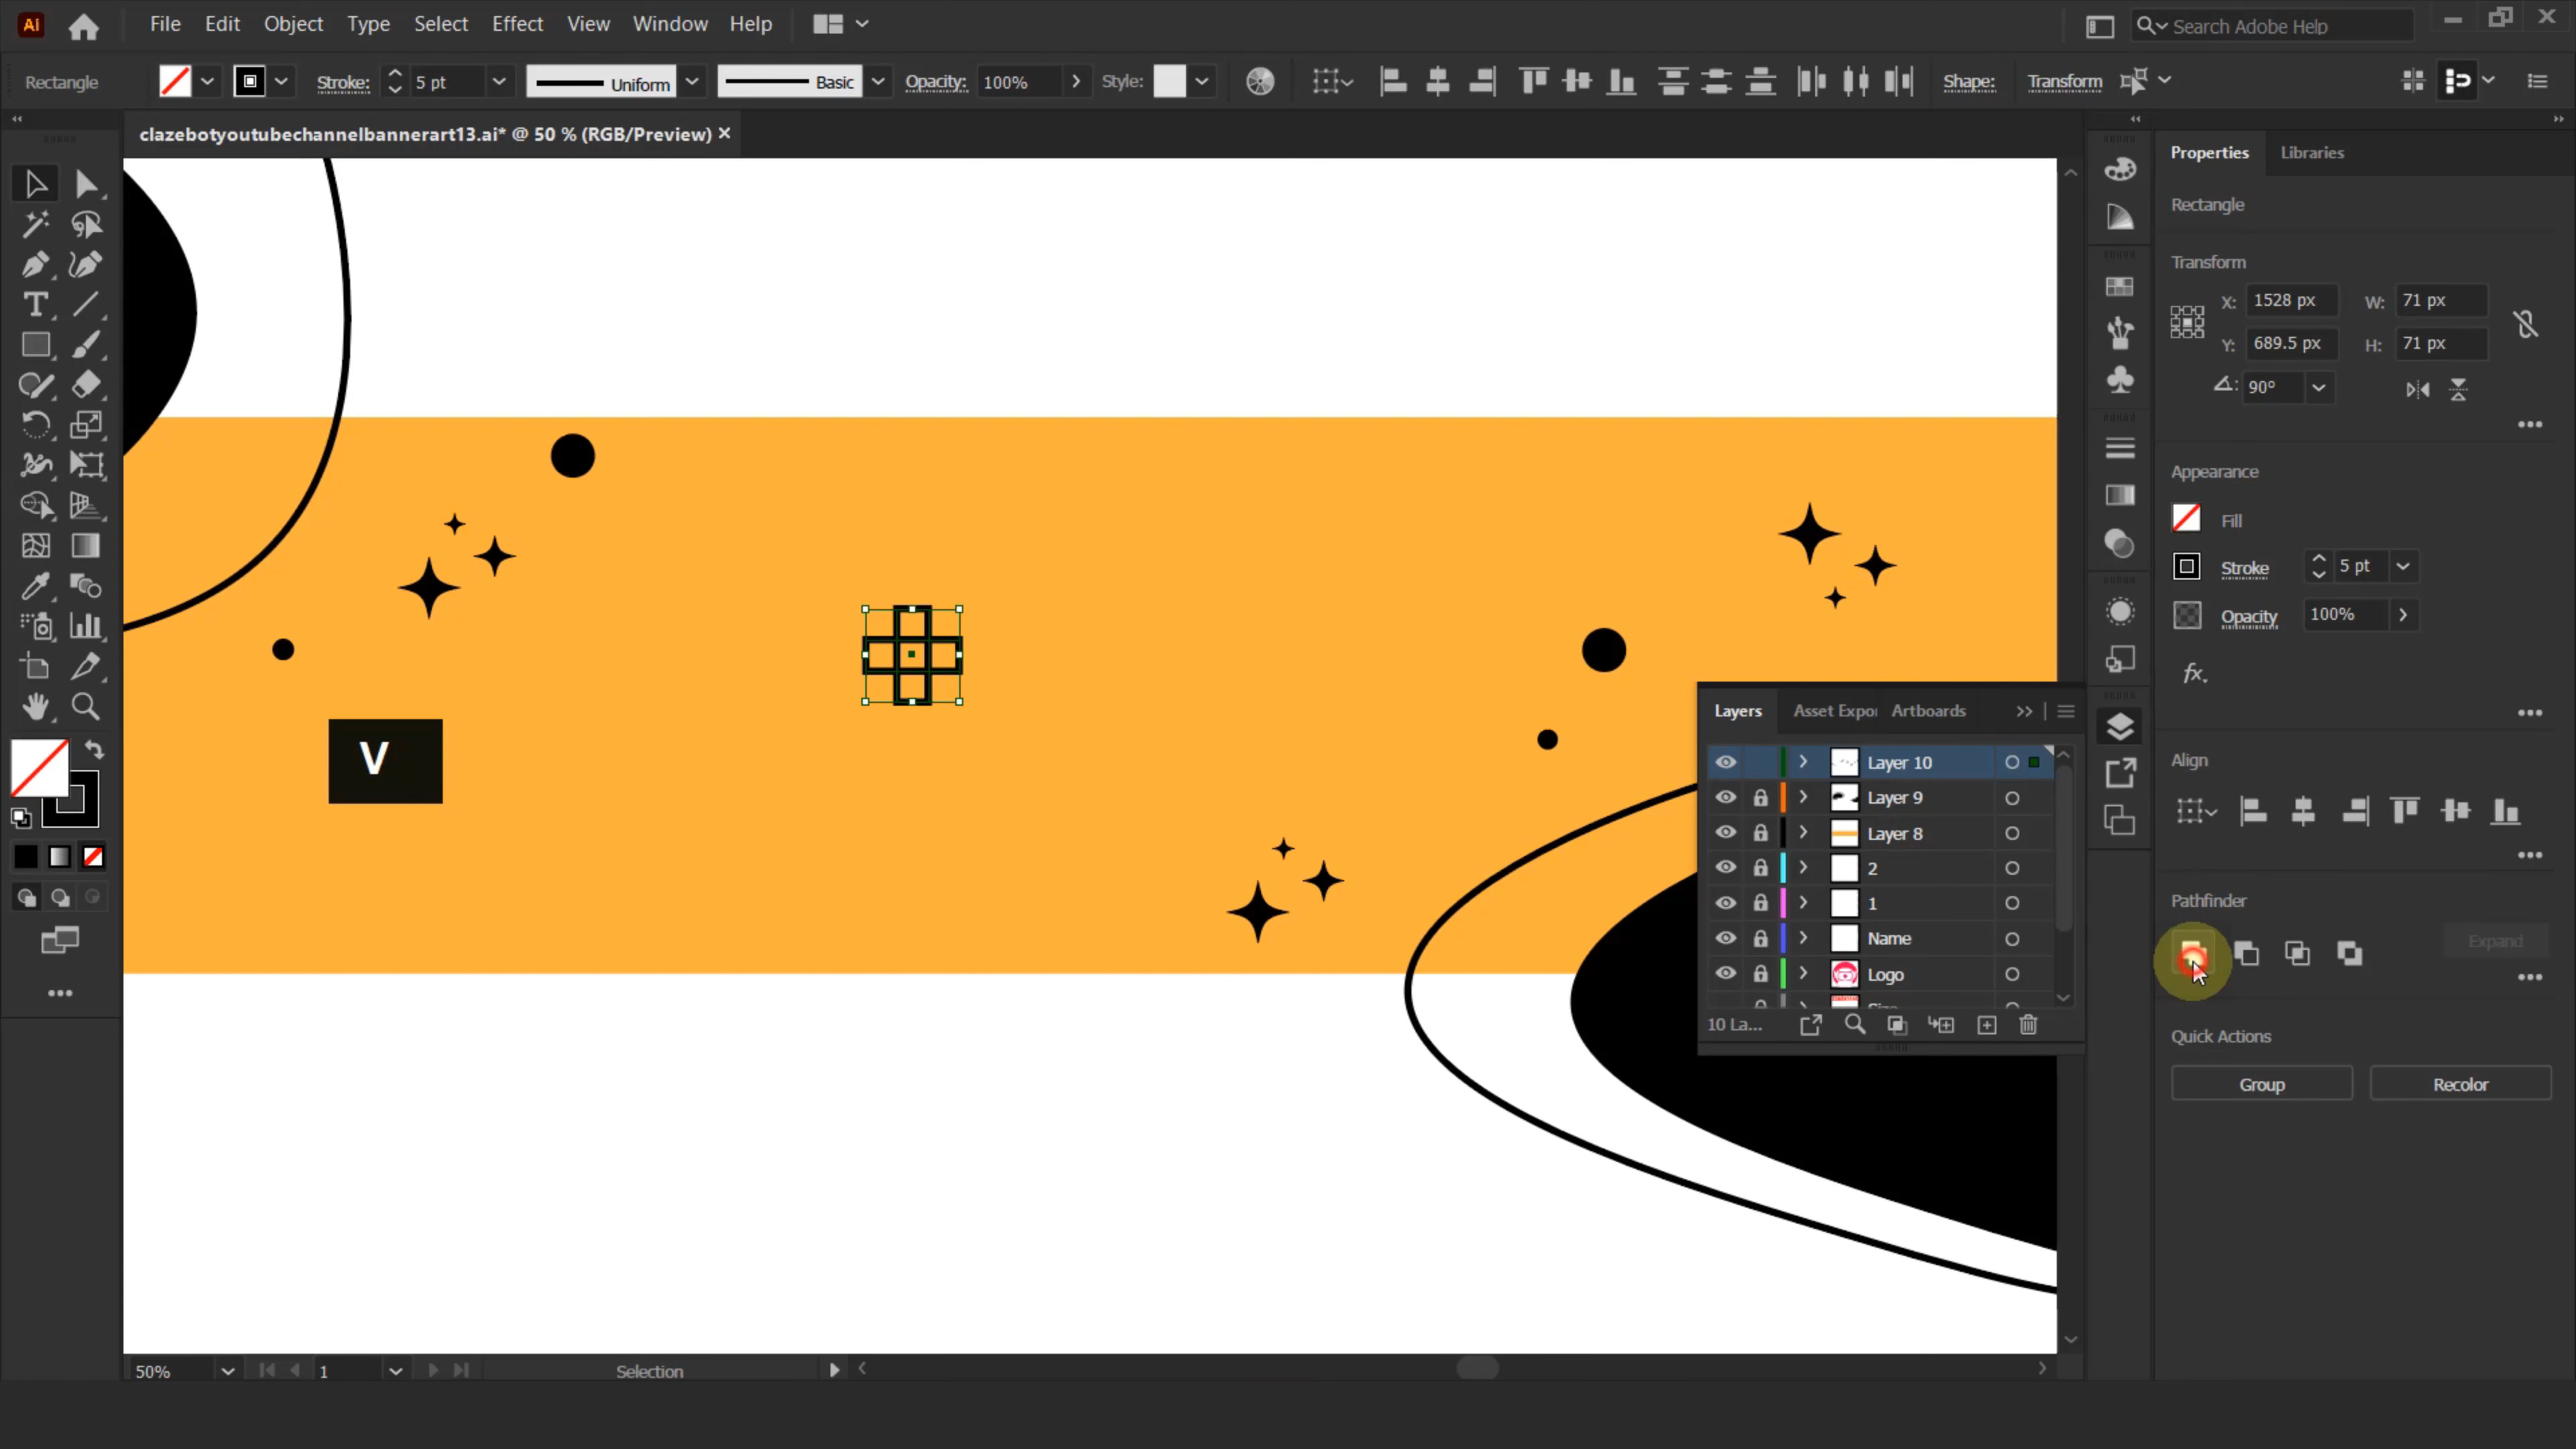 Ai File Edit Object Type Select Effect View Window Help Search Adobe Help
Rectangle Stroke: 5 pt Uniform Basic Opacity: 100% Style: Shape: Transform
clazebotyoutubechannelbannerart13.ai* @ 50 % (RGB/Preview) ×
Properties Libraries
Rectangle
Transform
X: 1528 px W: 71 px
Y: 689.5 px H: 71 px
90°
Appearance
Fill
Stroke 5 pt
Opacity 100%
fx.
Align
Pathfinder
Expand
Quick Actions
Group Recolor
V
Layers Asset Expo Artboards
Layer 10
Layer 9
Layer 8
2
1
Name
Logo
10 La...
50% 1 Selection